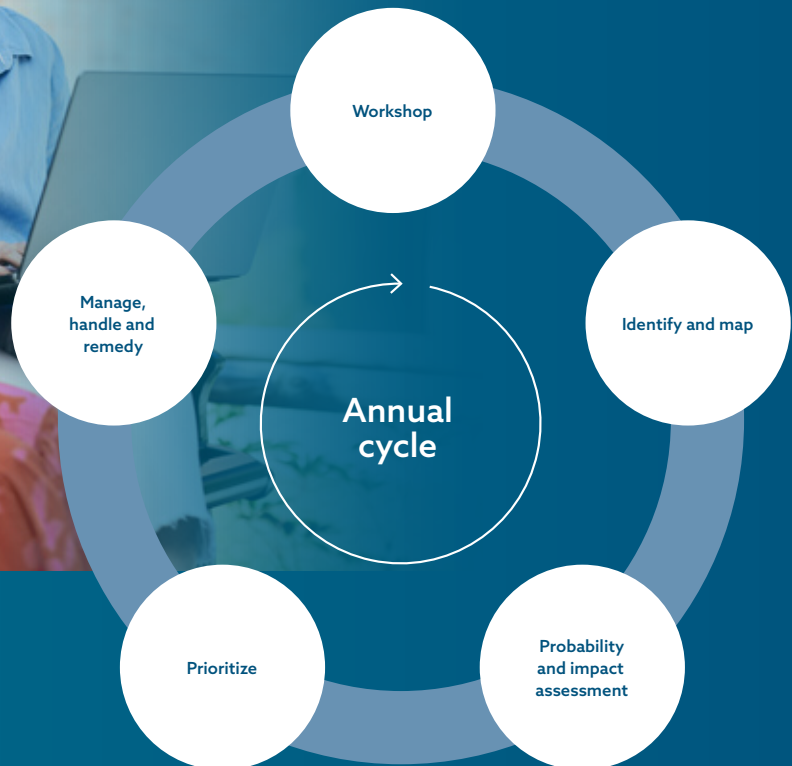 Workshop
Identify and map
Probability
and impact
assessment
Prioritize
Manage,
handle and
remedy
Annual
cycle